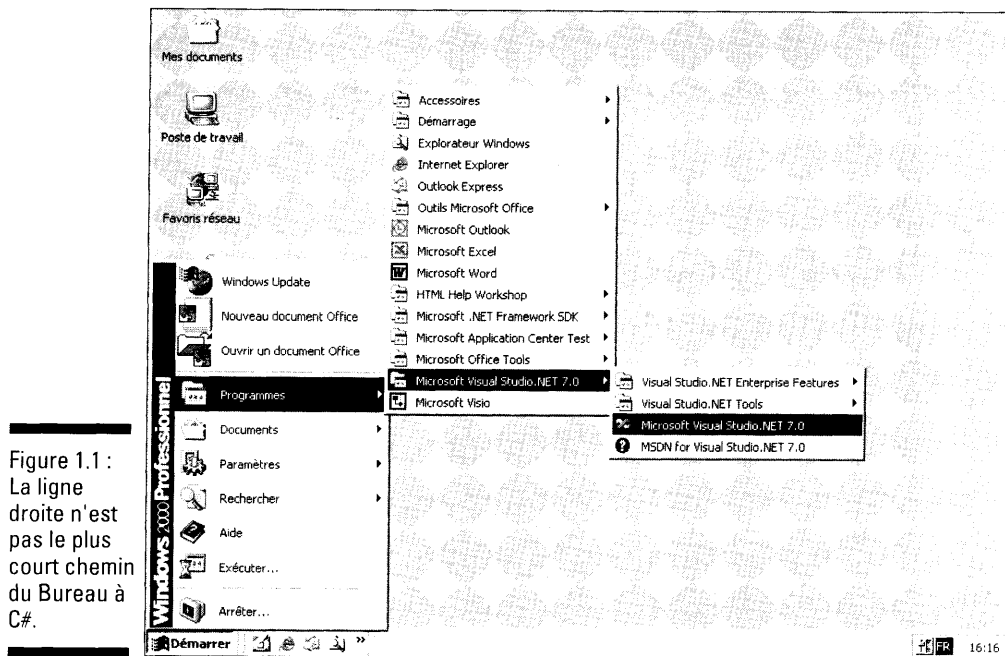 Mes documents
Poste de travail
Favoris réseau
Windows Update
Nouveau document Office
Ouvrir un document Office
Programmes
Documents
Paramètres
Rechercher
Aide
Exécuter...
Arrêter...
Windows 2000 Professionnel
Accessoires
Démarrage
Explorateur Windows
Internet Explorer
Outlook Express
Outils Microsoft Office
Microsoft Outlook
Microsoft Excel
Microsoft Word
HTML Help Workshop
Microsoft .NET Framework SDK
Microsoft Application Center Test
Microsoft Office Tools
Microsoft Visual Studio.NET 7.0
Microsoft Visio
Visual Studio.NET Enterprise Features
Visual Studio.NET Tools
Microsoft Visual Studio.NET 7.0
MSDN for Visual Studio.NET 7.0
Démarrer
»
FR
16:16
Figure 1.1 :
La ligne
droite n'est
pas le plus
court chemin
du Bureau à
C#.